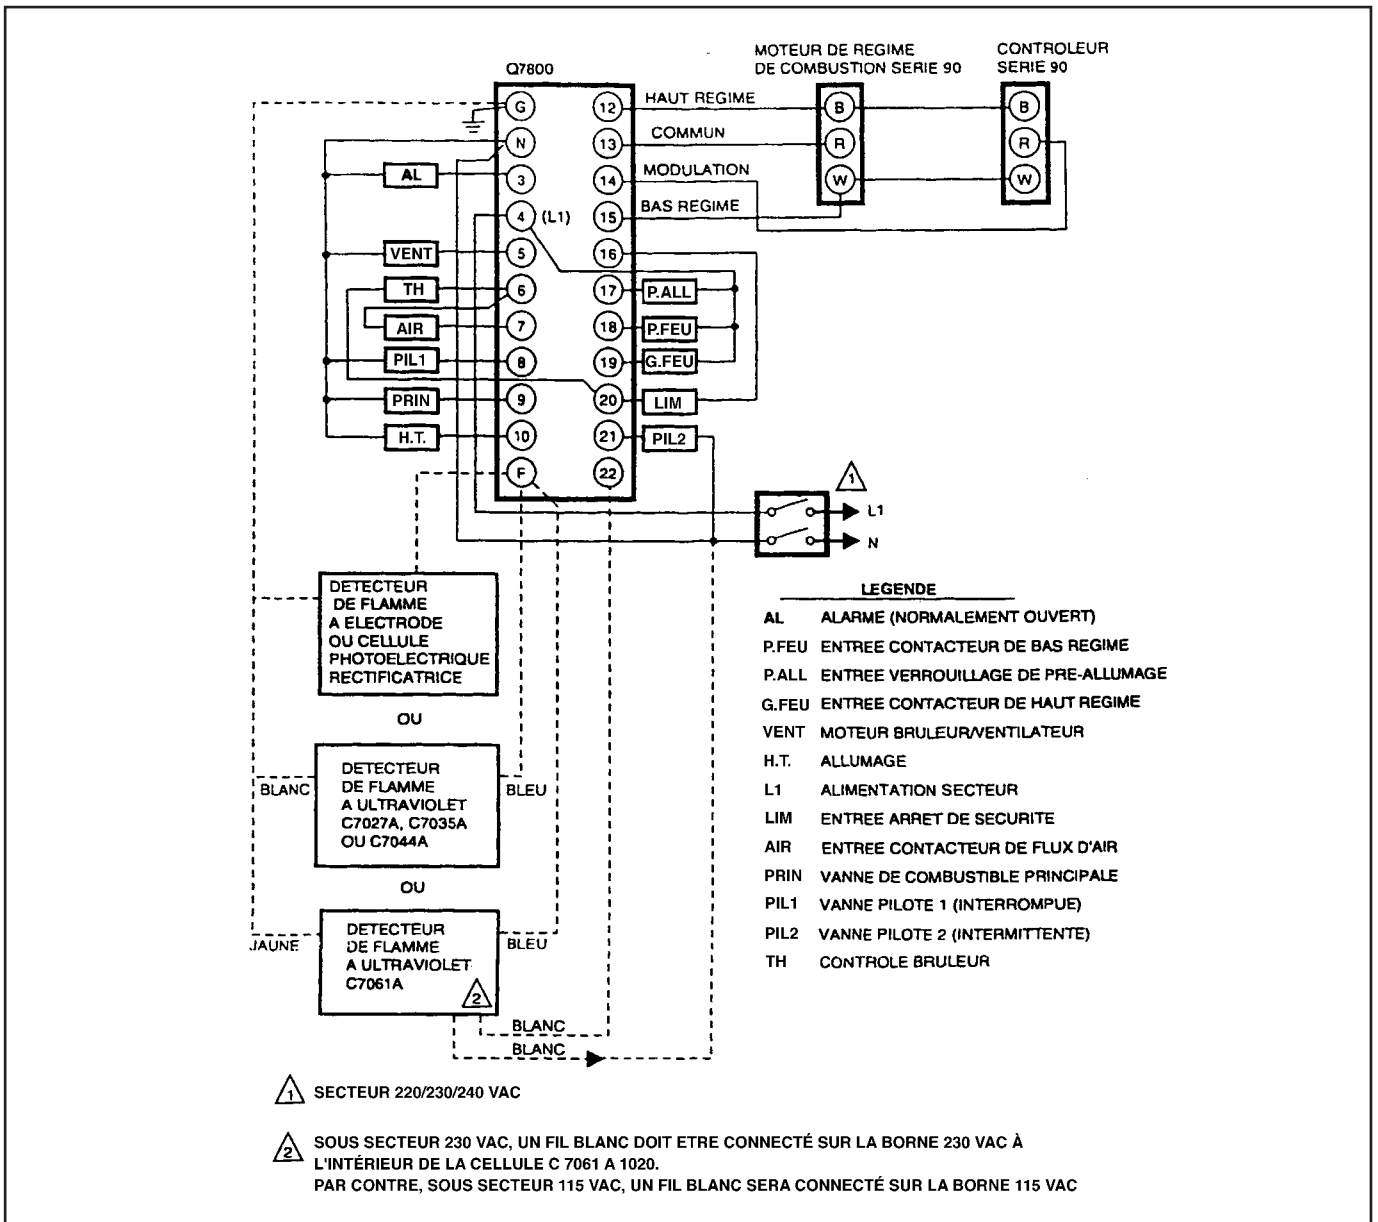 Q7800
MOTEUR DE REGIME
DE COMBUSTION SERIE 90
CONTROLEUR
SERIE 90
G
12
HAUT REGIME
B
B
N
13
COMMUN
R
R
AL
3
14
MODULATION
W
W
4
(L1)
15
BAS REGIME
VENT
5
16
TH
6
17
P.ALL
AIR
7
18
P.FEU
PIL1
8
19
G.FEU
PRIN
9
20
LIM
H.T.
10
21
PIL2
F
22
1
L1
N
DETECTEUR
DE FLAMME
A ELECTRODE
OU CELLULE
PHOTOELECTRIQUE
RECTIFICATRICE
OU
DETECTEUR
DE FLAMME
A ULTRAVIOLET
C7027A, C7035A
OU C7044A
BLANC
BLEU
OU
DETECTEUR
DE FLAMME
A ULTRAVIOLET
C7061A
2
JAUNE
BLEU
BLANC
BLANC
LEGENDE
AL ALARME (NORMALEMENT OUVERT)
P.FEU ENTREE CONTACTEUR DE BAS REGIME
P.ALL ENTREE VERROUILLAGE DE PRE-ALLUMAGE
G.FEU ENTREE CONTACTEUR DE HAUT REGIME
VENT MOTEUR BRULEUR/VENTILATEUR
H.T. ALLUMAGE
L1 ALIMENTATION SECTEUR
LIM ENTREE ARRET DE SECURITE
AIR ENTREE CONTACTEUR DE FLUX D'AIR
PRIN VANNE DE COMBUSTIBLE PRINCIPALE
PIL1 VANNE PILOTE 1 (INTERROMPUE)
PIL2 VANNE PILOTE 2 (INTERMITTENTE)
TH CONTROLE BRULEUR
1 SECTEUR 220/230/240 VAC
2 SOUS SECTEUR 230 VAC, UN FIL BLANC DOIT ETRE CONNECTÉ SUR LA BORNE 230 VAC À
L'INTÉRIEUR DE LA CELLULE C 7061 A 1020.
PAR CONTRE, SOUS SECTEUR 115 VAC, UN FIL BLANC SERA CONNECTÉ SUR LA BORNE 115 VAC